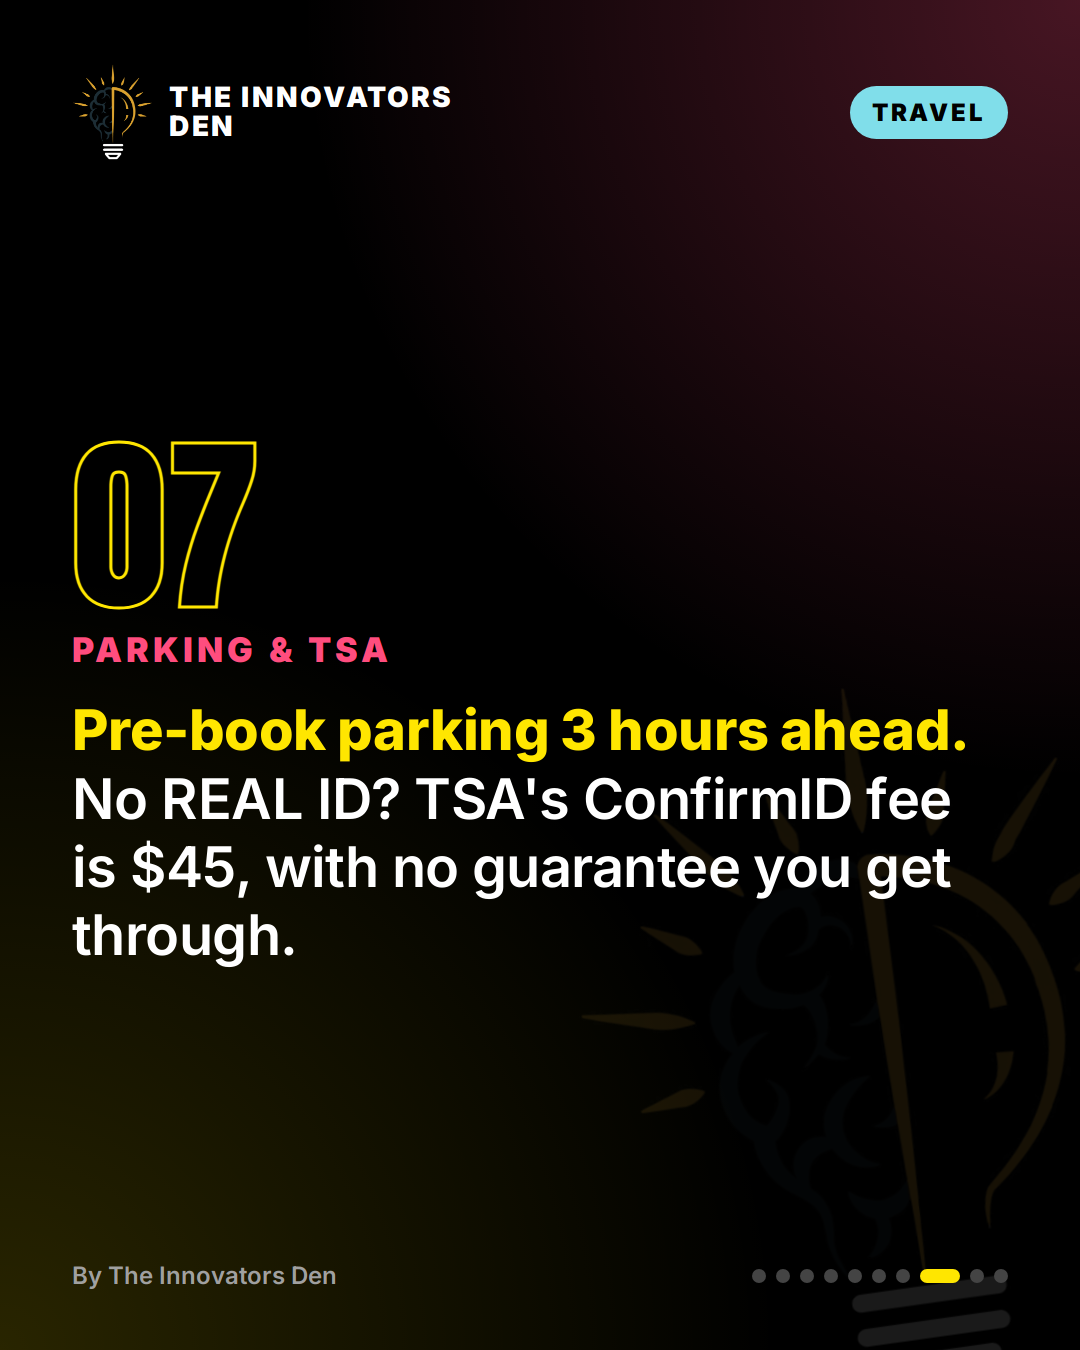 THE INNOVATORS
DEN
TRAVEL
07
PARKING & TSA
Pre-book parking 3 hours ahead.
No REAL ID? TSA's ConfirmID fee
is $45, with no guarantee you get
through.
By The Innovators Den